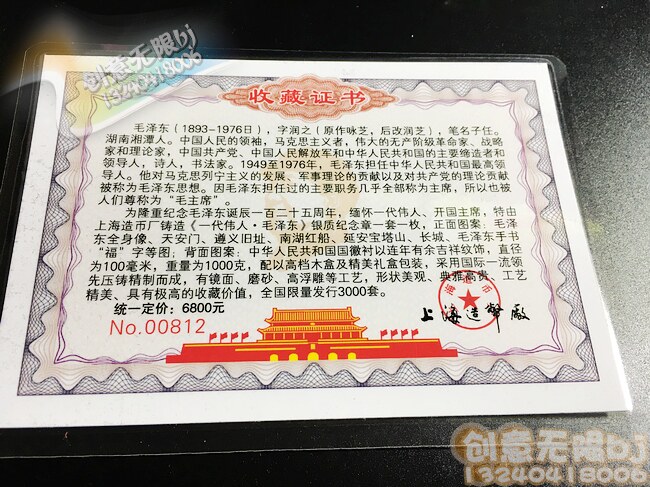 创意无限bj
13240418006
收藏证书
毛泽东（1893-1976日），字润之（原作咏芝，后改润芝），笔名子任。
湖南湘潭人。中国人民的领袖，马克思主义者，伟大的无产阶级革命家、战略
家和理论家，中国共产党、中国人民解放军和中华人民共和国的主要缔造者和
领导人，诗人，书法家。1949至1976年，毛泽东担任中华人民共和国最高领
导人。他对马克思列宁主义的发展、军事理论的贡献以及对共产党的理论贡献
被称为毛泽东思想。因毛泽东担任过的主要职务几乎全部称为主席，所以也被
人们尊称为“毛主席”。
为隆重纪念毛泽东诞辰一百二十五周年，缅怀一代伟人、开国主席，特由
上海造币厂铸造《一代伟人·毛泽东》银质纪念章一套一枚，正面图案：毛泽
东全身像、天安门、遵义旧址、南湖红船、延安宝塔山、长城、毛泽东手书
“福”字等图；背面图案：中华人民共和国国徽衬以连年有余吉祥纹饰，直径
为100毫米，重量为1000克，配以高档木盒及精美礼盒包装，采用国际一流领
先压铸精制而成，有镜面、磨砂、高浮雕等工艺，形状美观、典雅高贵、工艺
精美、具有极高的收藏价值，全国限量发行3000套。
统一定价：6800元
No.00812
上海造幣廠
创意无限bj
13240418006